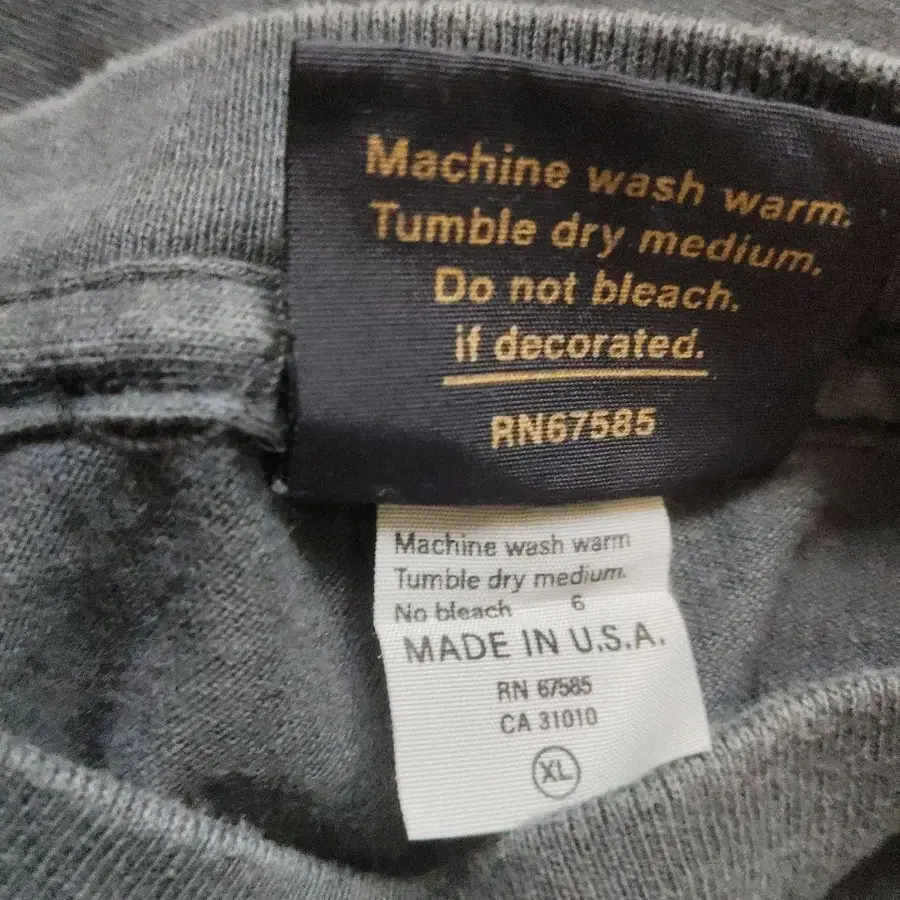 Machine wash warm.
Tumble dry medium.
Do not bleach.
if decorated.
RN67585
Machine wash warm
Tumble dry medium.
No bleach 6
MADE IN U.S.A.
RN 67585
CA 31010
XL